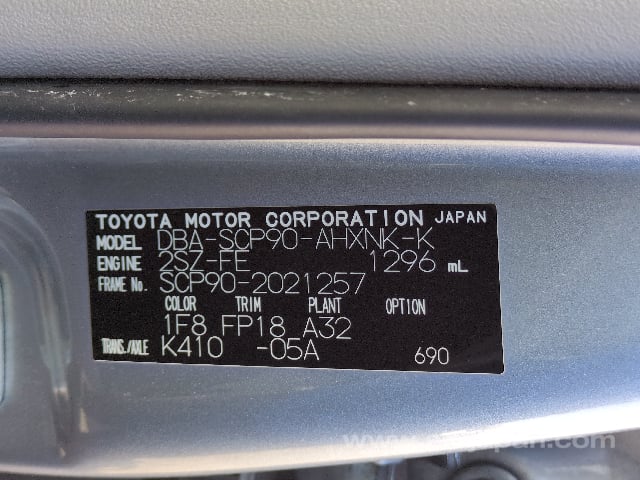 TOYOTA MOTOR CORPORATION JAPAN
MODEL DBA-SCP90-AHXNK-K
ENGINE 2SZ-FE 1296 mL
FRAME No. SCP90-2021257
COLOR TRIM PLANT OPTION
1F8 FP18 A32
TRANS./AXLE K410 -05A 690